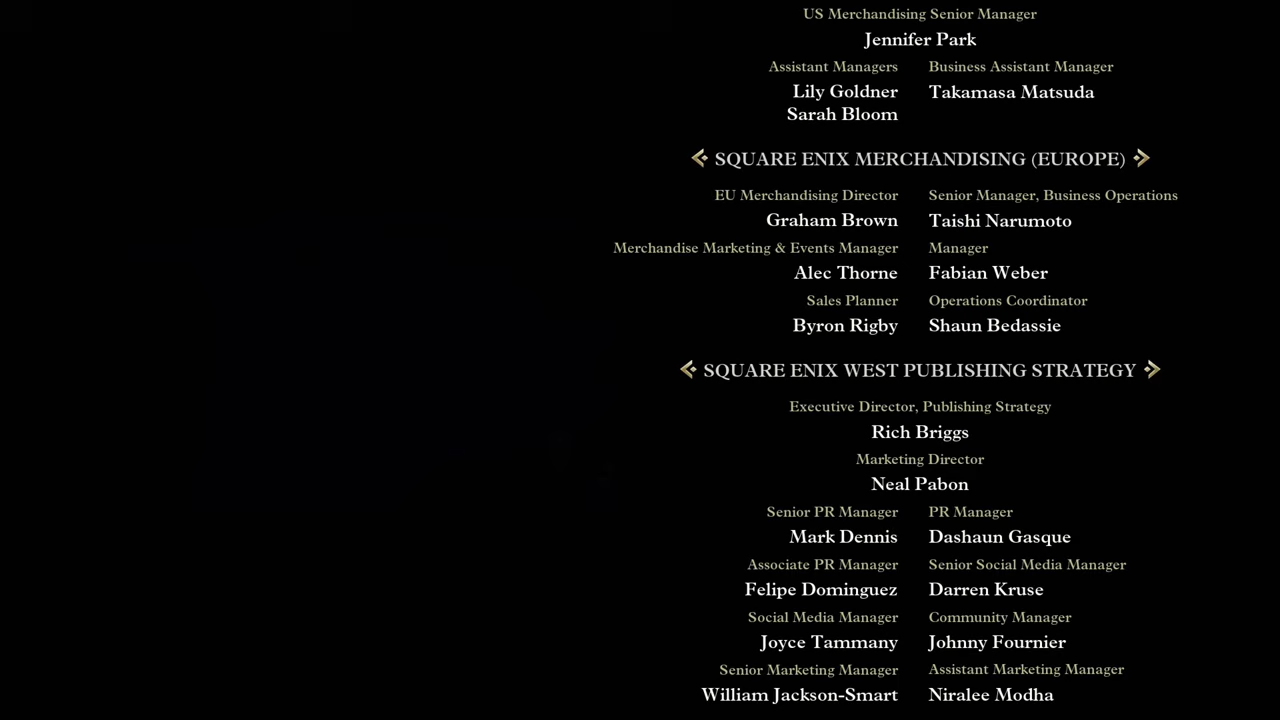 US Merchandising Senior Manager
Jennifer Park
Assistant Managers Business Assistant Manager
Lily Goldner Takamasa Matsuda
Sarah Bloom
SQUARE ENIX MERCHANDISING (EUROPE)
EU Merchandising Director Senior Manager, Business Operations
Graham Brown Taishi Narumoto
Merchandise Marketing & Events Manager Manager
Alec Thorne Fabian Weber
Sales Planner Operations Coordinator
Byron Rigby Shaun Bedassie
SQUARE ENIX WEST PUBLISHING STRATEGY
Executive Director, Publishing Strategy
Rich Briggs
Marketing Director
Neal Pabon
Senior PR Manager PR Manager
Mark Dennis Dashaun Gasque
Associate PR Manager Senior Social Media Manager
Felipe Dominguez Darren Kruse
Social Media Manager Community Manager
Joyce Tammany Johnny Fournier
Senior Marketing Manager Assistant Marketing Manager
William Jackson-Smart Niralee Modha